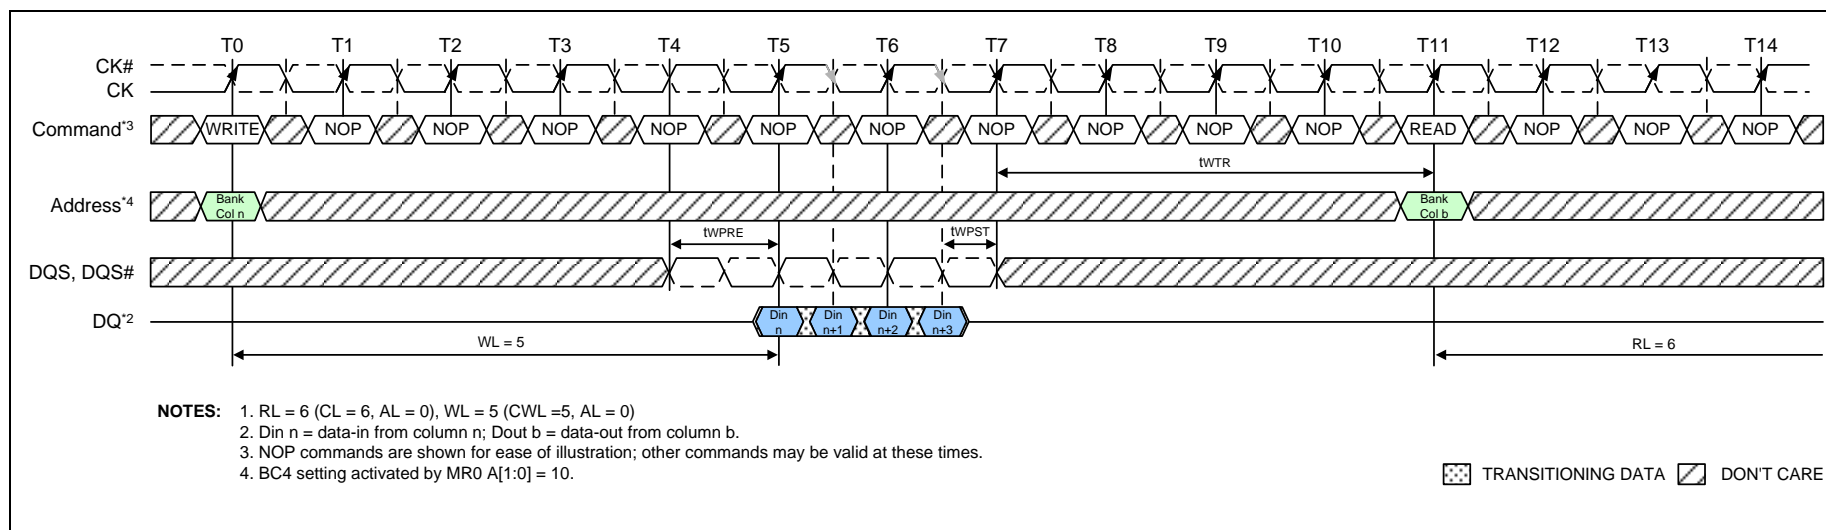 T0 T1 T2 T3 T4 T5 T6 T7 T8 T9 T10 T11 T12 T13 T14
CK#
CK
Command*3 WRITE NOP NOP NOP NOP NOP NOP NOP NOP NOP NOP READ NOP NOP NOP
tWTR
Address*4 Bank Col n Bank Col b
tWPRE tWPST
DQS, DQS#
DQ*2 Din n Din n+1 Din n+2 Din n+3
WL = 5 RL = 6
NOTES: 1. RL = 6 (CL = 6, AL = 0), WL = 5 (CWL =5, AL = 0)
2. Din n = data-in from column n; Dout b = data-out from column b.
3. NOP commands are shown for ease of illustration; other commands may be valid at these times.
4. BC4 setting activated by MR0 A[1:0] = 10.
TRANSITIONING DATA DON'T CARE